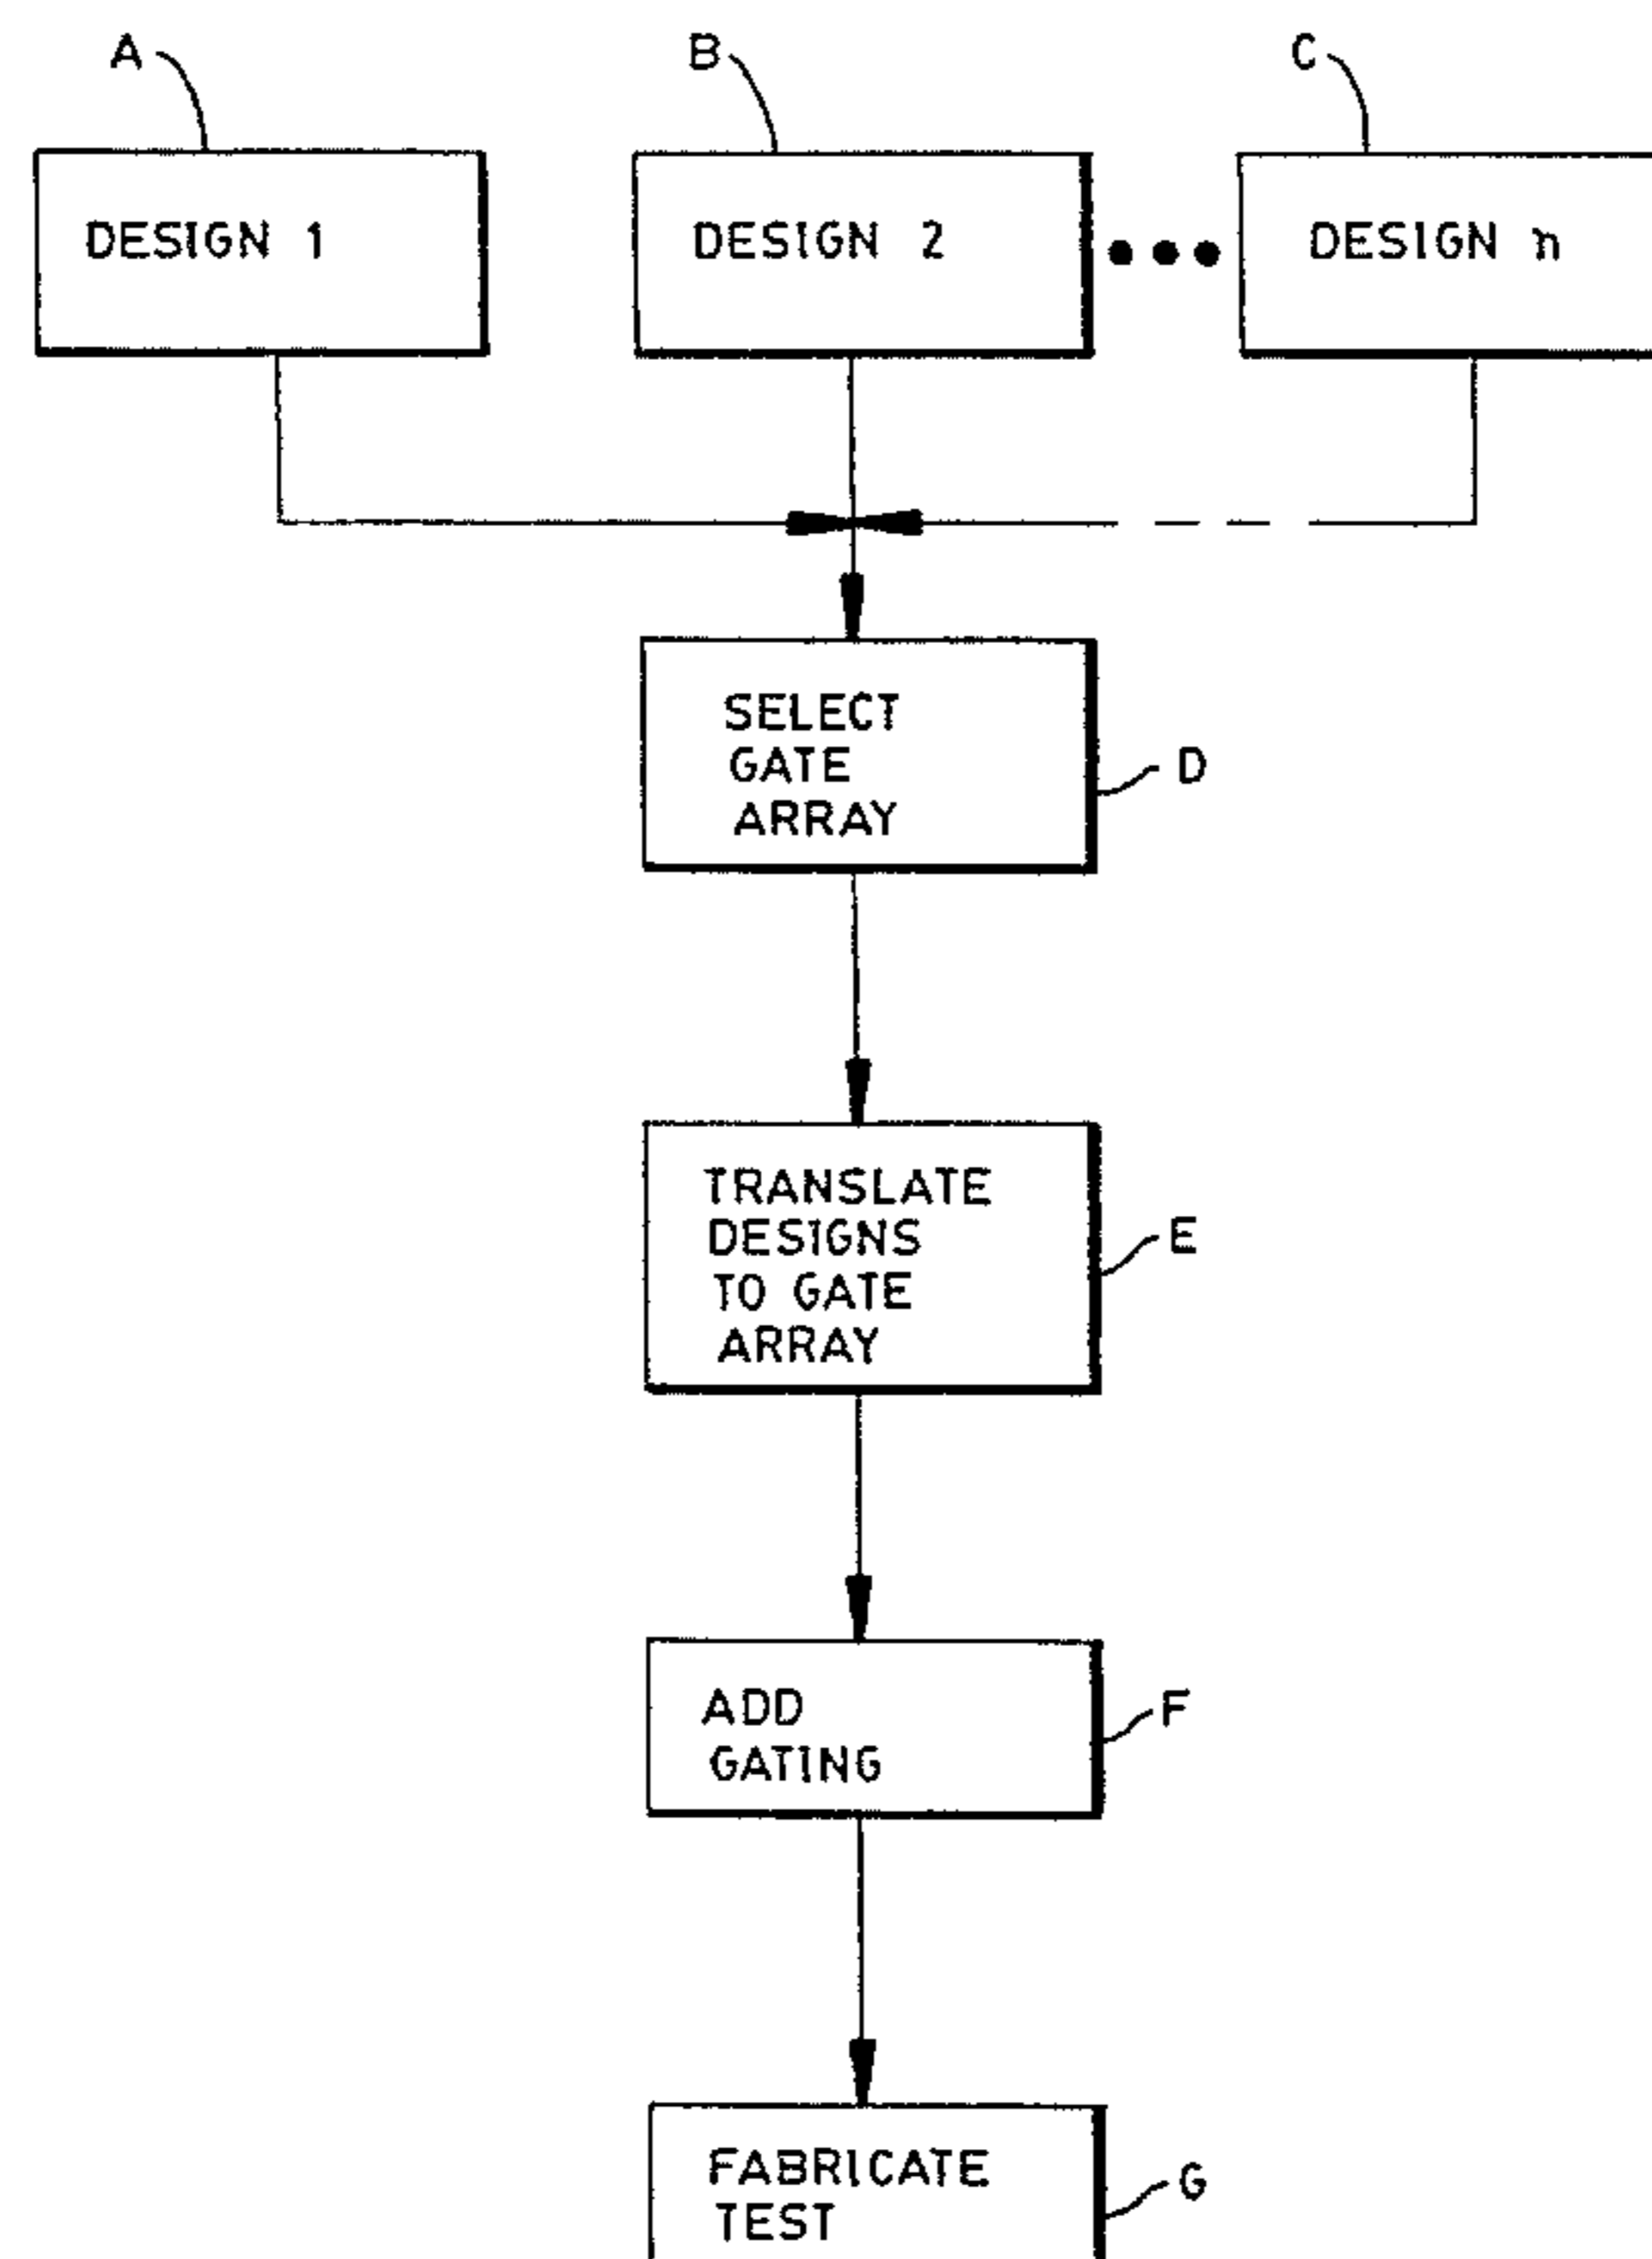 A
B
C
DESIGN 1
DESIGN 2
DESIGN n
SELECT
GATE
ARRAY
D
TRANSLATE
DESIGNS
TO GATE
ARRAY
E
ADD
GATING
F
FABRICATE
TEST
G